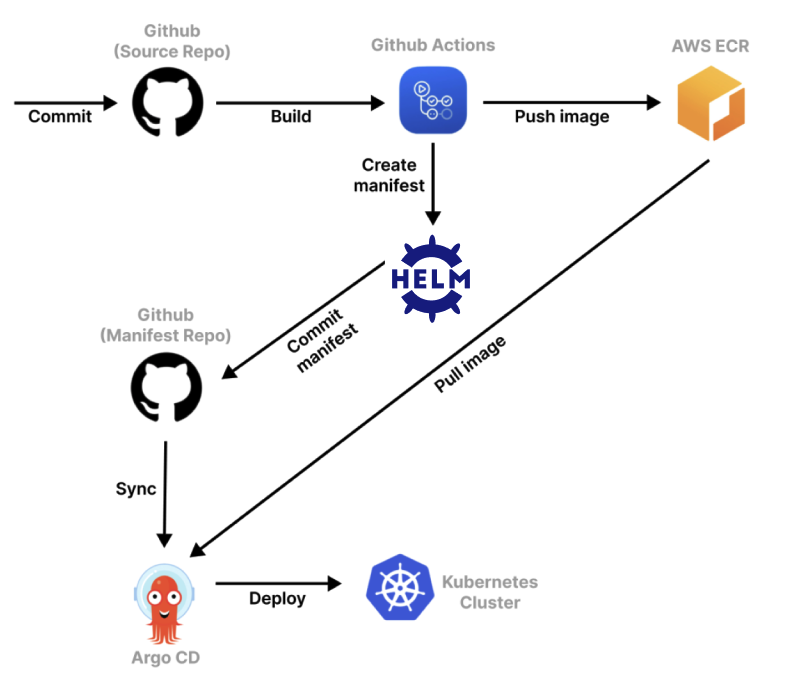 Github
(Source Repo)
Github Actions
AWS ECR
Commit
Build
Push image
Create
manifest
HELM
Github
(Manifest Repo)
Commit
manifest
Pull image
Sync
Deploy
Kubernetes
Cluster
Argo CD